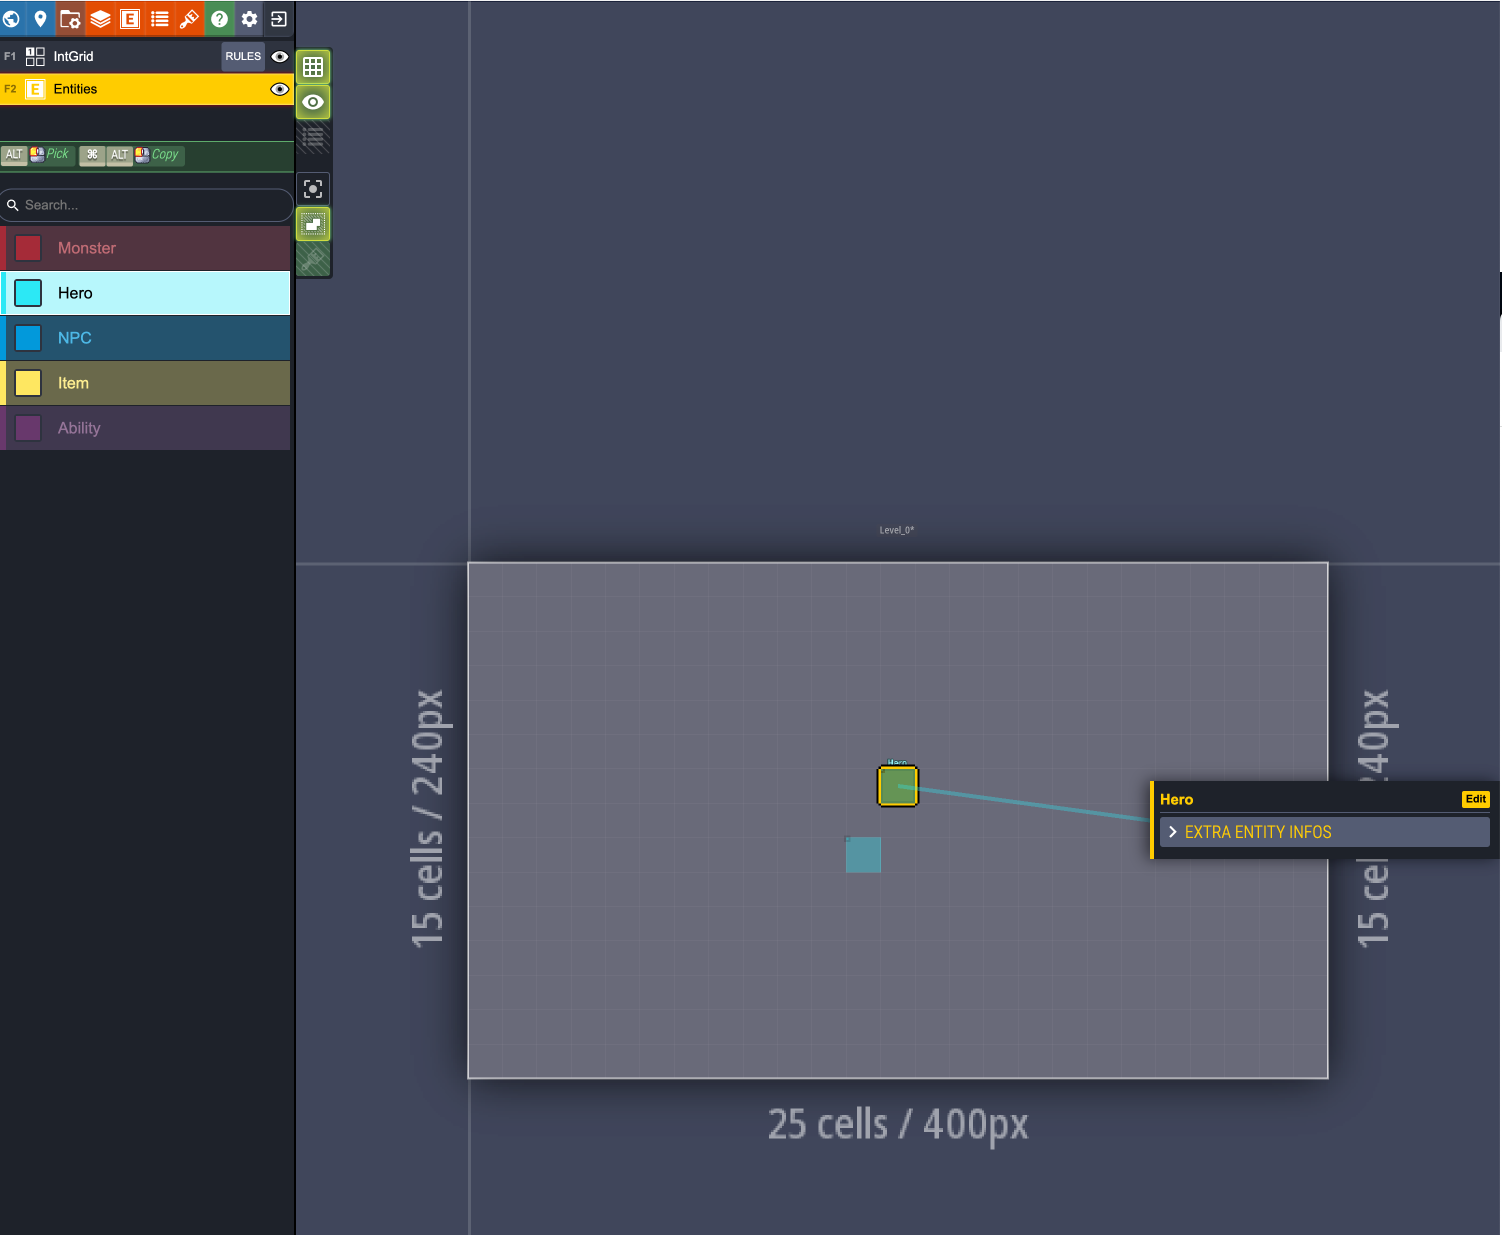 E
?
F1 IntGrid RULES
F2 E Entities
ALT Pick ⌘ ALT Copy
Search...
Monster
Hero
NPC
Item
Ability
Level_0*
Hero
15 cells / 240px
Hero Edit
EXTRA ENTITY INFOS
15 cel
240px
25 cells / 400px